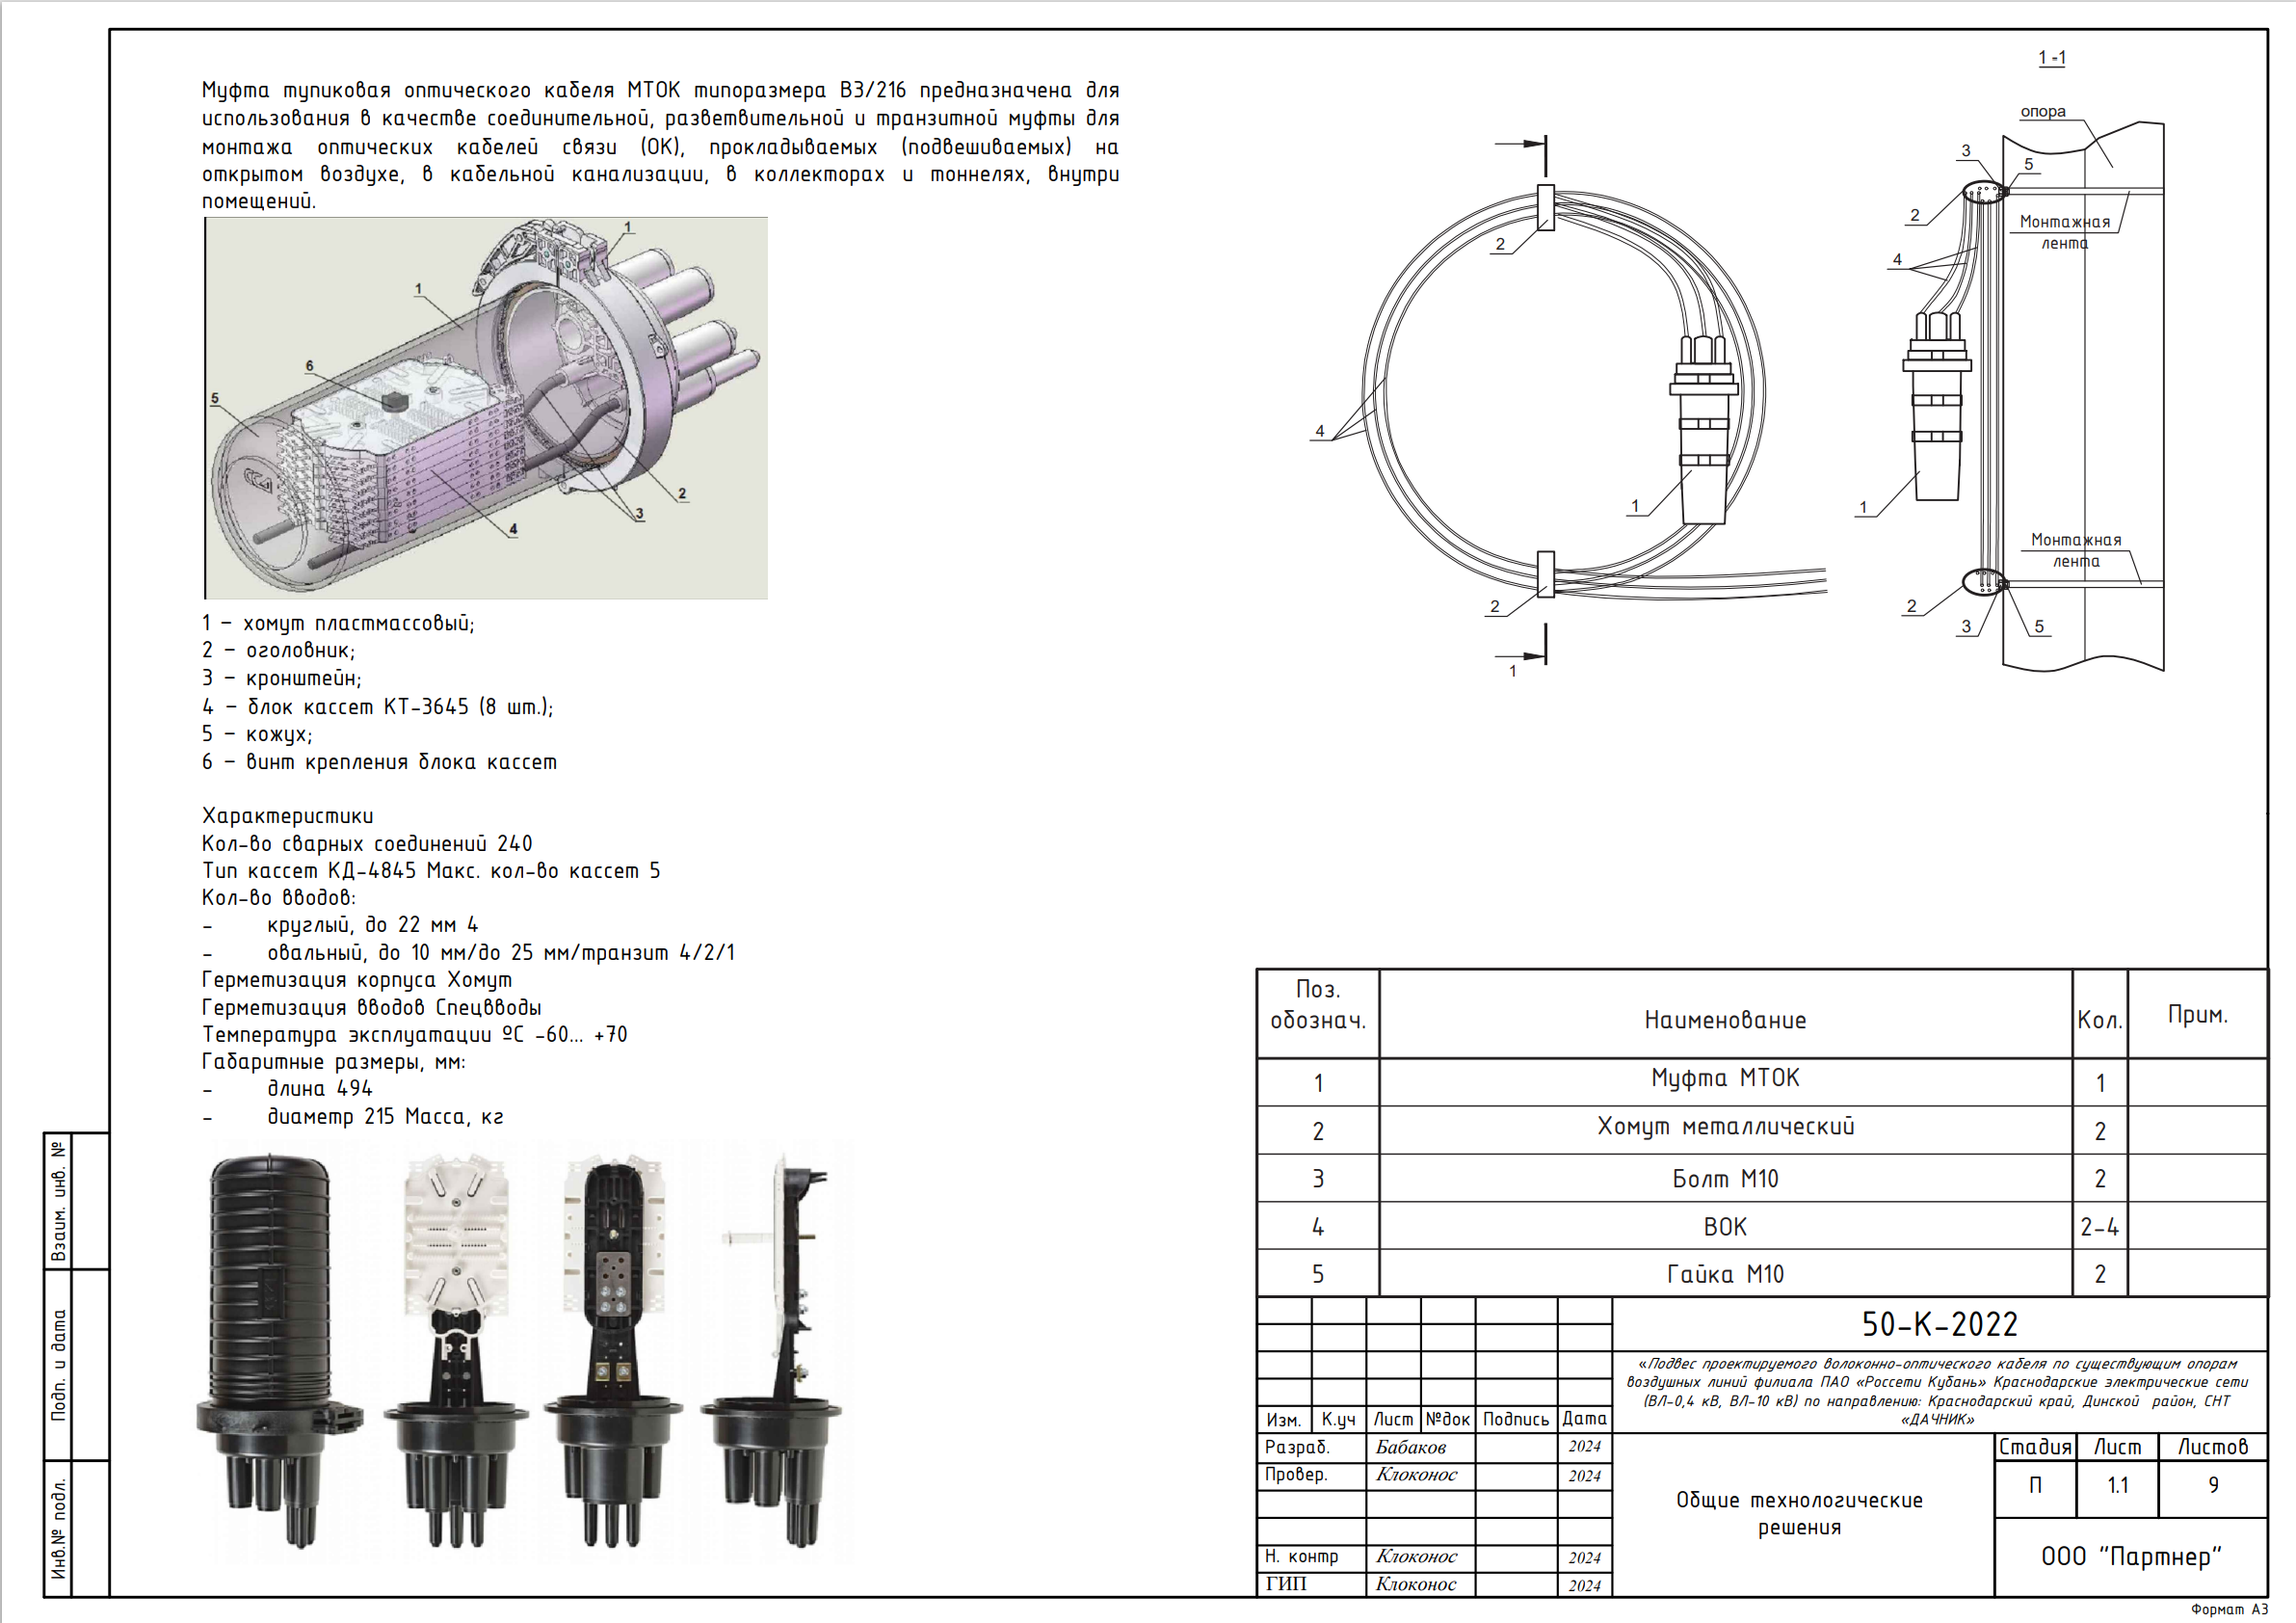 Муфта тупиковая оптического кабеля МТОК типоразмера В3/216 предназначена для
использования в качестве соединительной, разветвительной и транзитной муфты для
монтажа оптических кабелей связи (ОК), прокладываемых (подвешиваемых) на
открытом воздухе, в кабельной канализации, в коллекторах и тоннелях, внутри
помещений.
1
1
6
5
2
3
4
1 – хомут пластмассовый;
2 – оголовник;
3 – кронштейн;
4 – блок кассет КТ-3645 (8 шт.);
5 – кожух;
6 – винт крепления блока кассет
Характеристики
Кол-во сварных соединений 240
Тип кассет КД-4845 Макс. кол-во кассет 5
Кол-во вводов:
- круглый, до 22 мм 4
- овальный, до 10 мм/до 25 мм/транзит 4/2/1
Герметизация корпуса Хомут
Герметизация вводов Спецвводы
Температура эксплуатации ºС -60... +70
Габаритные размеры, мм:
- длина 494
- диаметр 215 Масса, кг
2
4
1
2
1
1-1
опора
3
5
2
Монтажная
лента
4
1
Монтажная
лента
2
3
5
Поз.
обознач. Наименование Кол. Прим.
1 Муфта МТОК 1
2 Хомут металлический 2
3 Болт М10 2
4 ВОК 2-4
5 Гайка М10 2
50-К-2022
«Подвес проектируемого волоконно-оптического кабеля по существующим опорам
воздушных линий филиала ПАО «Россети Кубань» Краснодарские электрические сети
(ВЛ-0,4 кВ, ВЛ-10 кВ) по направлению: Краснодарский край, Динской район, СНТ
«ДАЧНИК»
Изм. К.уч Лист №док Подпись Дата
Разраб. Бабаков 2024
Провер. Клоконос 2024
Н. контр Клоконос 2024
ГИП Клоконос 2024
Общие технологические
решения
Стадия Лист Листов
П 1.1 9
ООО "Партнер"
Взаим. инв. №
Подп. и дата
Инв.№ подл.
Формат А3